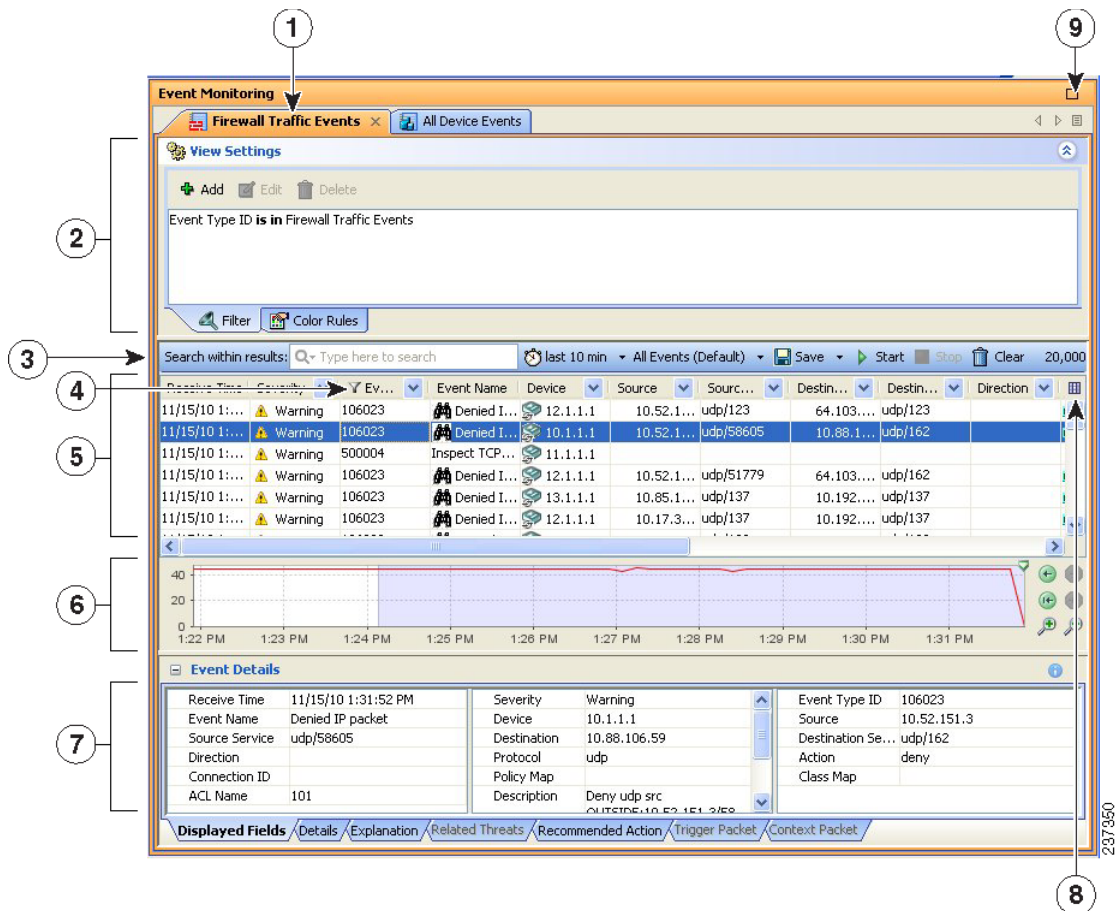 1
9
Event Monitoring
Firewall Traffic Events × All Device Events
View Settings
Add Edit Delete
2
Event Type ID is in Firewall Traffic Events
Filter Color Rules
3
Search within results: Type here to search last 10 min All Events (Default) Save Start Stop Clear 20,000
4
Receive Time Severity Ev... Event Name Device Source Sourc... Destin... Destin... Direction
11/15/10 1:... Warning 106023 Denied I... 12.1.1.1 10.52.1... udp/123 64.103.... udp/123
11/15/10 1:... Warning 106023 Denied I... 10.1.1.1 10.52.1... udp/58605 10.88.1... udp/162
5
11/15/10 1:... Warning 500004 Inspect TCP... 11.1.1.1
11/15/10 1:... Warning 106023 Denied I... 12.1.1.1 10.52.1... udp/51779 64.103.... udp/162
11/15/10 1:... Warning 106023 Denied I... 13.1.1.1 10.85.1... udp/137 10.192.... udp/137
11/15/10 1:... Warning 106023 Denied I... 12.1.1.1 10.17.3... udp/137 10.192.... udp/137
6
40
20
0
1:22 PM 1:23 PM 1:24 PM 1:25 PM 1:26 PM 1:27 PM 1:28 PM 1:29 PM 1:30 PM 1:31 PM
Event Details
7
Receive Time 11/15/10 1:31:52 PM Severity Warning Event Type ID 106023
Event Name Denied IP packet Device 10.1.1.1 Source 10.52.151.3
Source Service udp/58605 Destination 10.88.106.59 Destination Se... udp/162
Direction Protocol udp Action deny
Connection ID Policy Map Class Map
ACL Name 101 Description Deny udp src
OUTSIDE:10.52.151.3/58
Displayed Fields Details Explanation Related Threats Recommended Action Trigger Packet Context Packet
237350
8